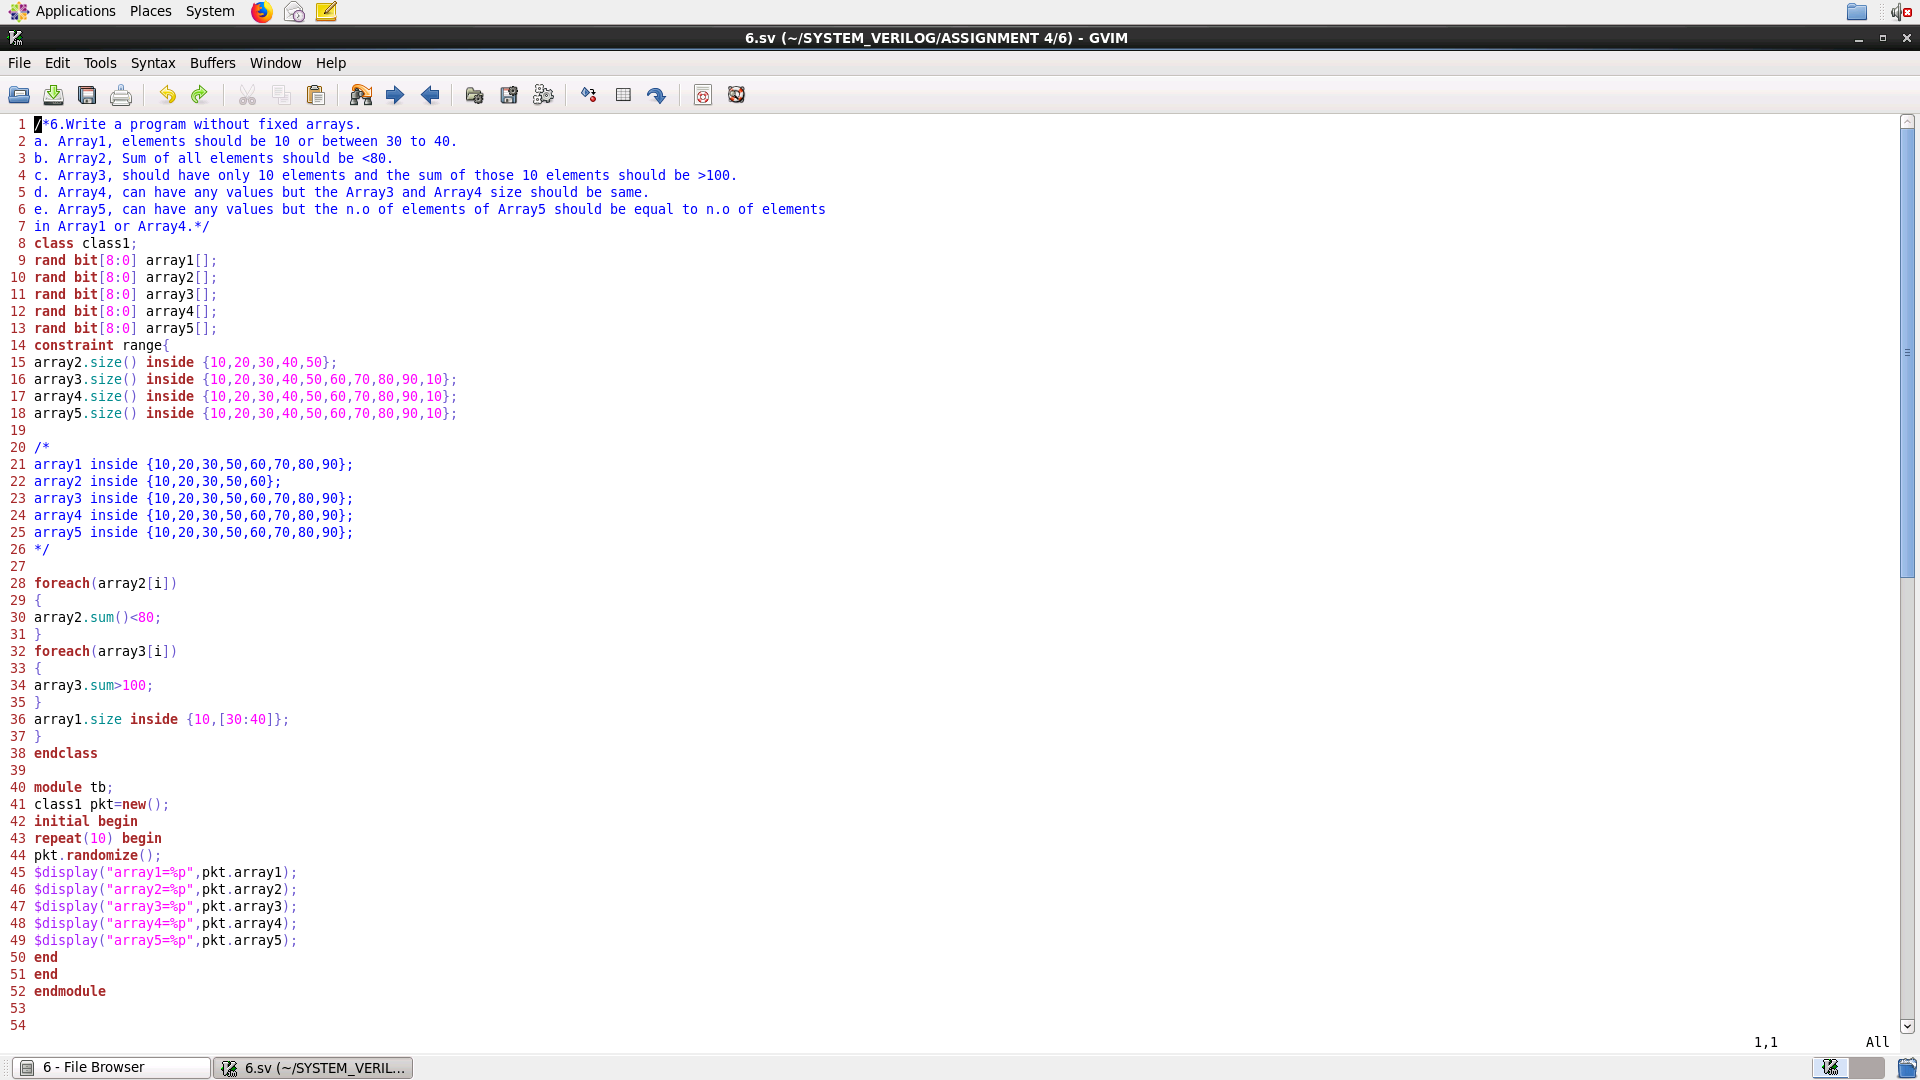 Applications Places System
6.sv (~/SYSTEM_VERILOG/ASSIGNMENT 4/6) - GVIM
File Edit Tools Syntax Buffers Window Help
1 /*6.Write a program without fixed arrays.
2 a. Array1, elements should be 10 or between 30 to 40.
3 b. Array2, Sum of all elements should be <80.
4 c. Array3, should have only 10 elements and the sum of those 10 elements should be >100.
5 d. Array4, can have any values but the Array3 and Array4 size should be same.
6 e. Array5, can have any values but the n.o of elements of Array5 should be equal to n.o of elements
7 in Array1 or Array4.*/
8 class class1;
9 rand bit[8:0] array1[];
10 rand bit[8:0] array2[];
11 rand bit[8:0] array3[];
12 rand bit[8:0] array4[];
13 rand bit[8:0] array5[];
14 constraint range{
15 array2.size() inside {10,20,30,40,50};
16 array3.size() inside {10,20,30,40,50,60,70,80,90,10};
17 array4.size() inside {10,20,30,40,50,60,70,80,90,10};
18 array5.size() inside {10,20,30,40,50,60,70,80,90,10};
19
20 /*
21 array1 inside {10,20,30,50,60,70,80,90};
22 array2 inside {10,20,30,50,60};
23 array3 inside {10,20,30,50,60,70,80,90};
24 array4 inside {10,20,30,50,60,70,80,90};
25 array5 inside {10,20,30,50,60,70,80,90};
26 */
27
28 foreach(array2[i])
29 {
30 array2.sum()<80;
31 }
32 foreach(array3[i])
33 {
34 array3.sum>100;
35 }
36 array1.size inside {10,[30:40]};
37 }
38 endclass
39
40 module tb;
41 class1 pkt=new();
42 initial begin
43 repeat(10) begin
44 pkt.randomize();
45 $display("array1=%p",pkt.array1);
46 $display("array2=%p",pkt.array2);
47 $display("array3=%p",pkt.array3);
48 $display("array4=%p",pkt.array4);
49 $display("array5=%p",pkt.array5);
50 end
51 end
52 endmodule
53
54
1,1 All
6 - File Browser 6.sv (~/SYSTEM_VERIL...